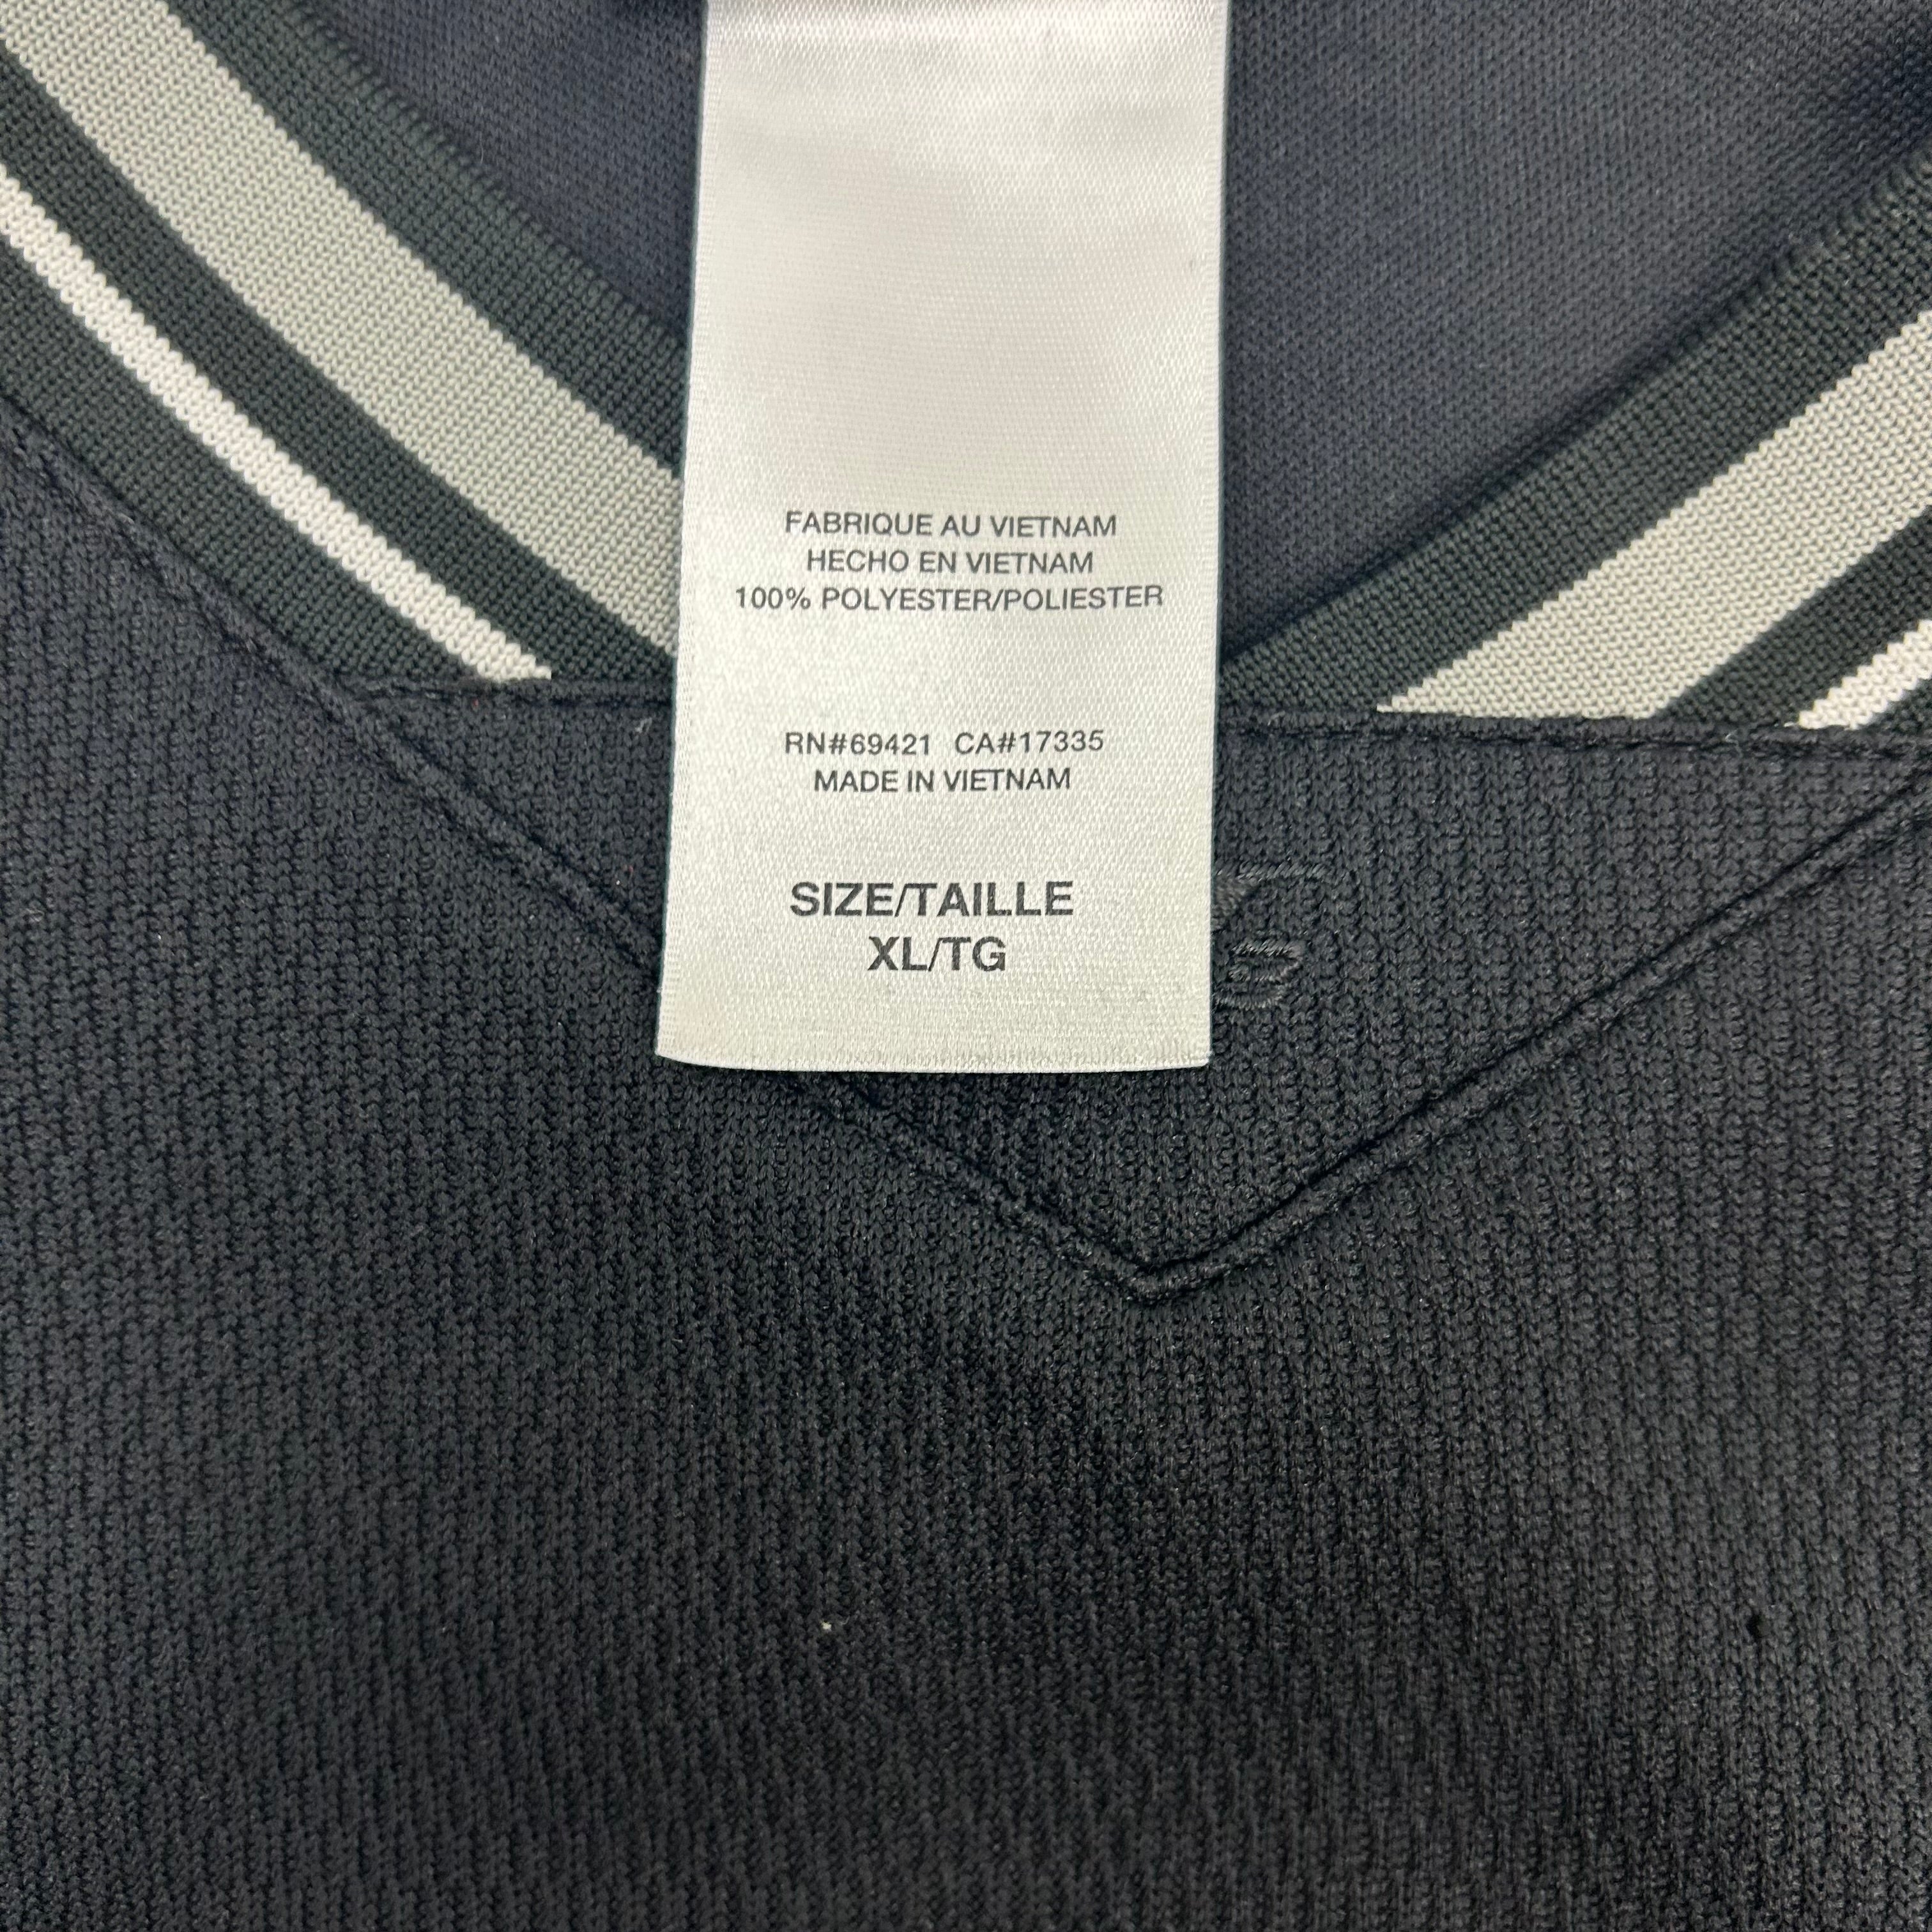 FABRIQUE AU VIETNAM
HECHO EN VIETNAM
100% POLYESTER/POLIESTER
RN#69421 CA#17335
MADE IN VIETNAM
SIZE/TAILLE
XL/TG